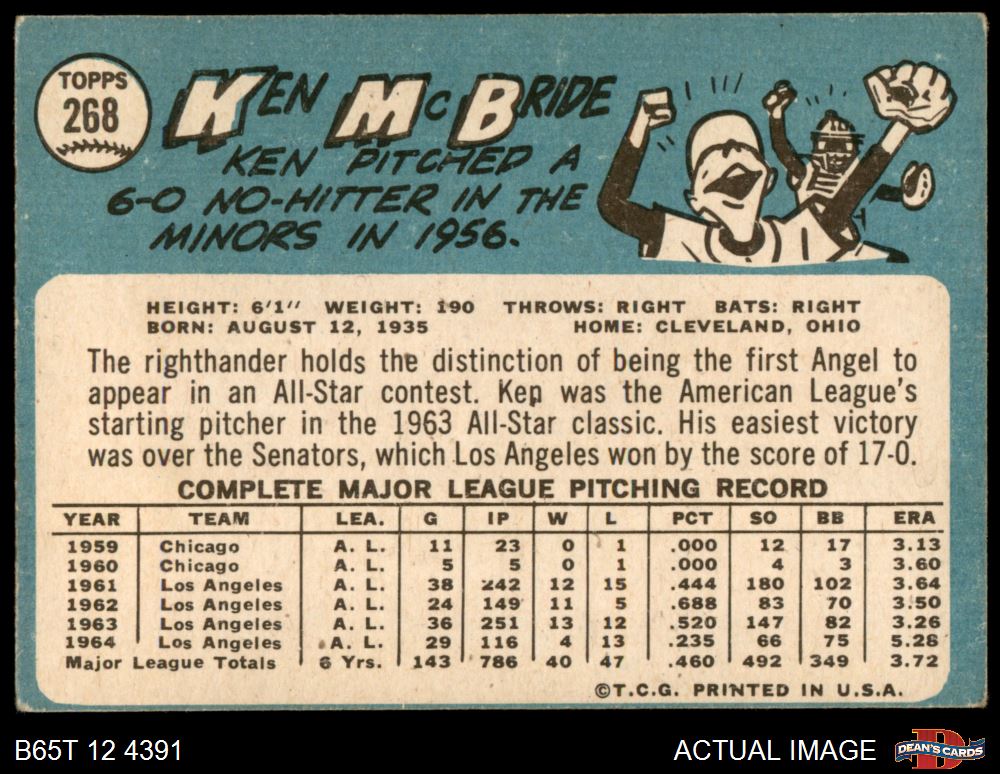 TOPPS
268
KEN McBRIDE
KEN PITCHED A
6-0 NO-HITTER IN THE
MINORS IN 1956.
HEIGHT: 6'1" WEIGHT: 190 THROWS: RIGHT BATS: RIGHT
BORN: AUGUST 12, 1935 HOME: CLEVELAND, OHIO
The righthander holds the distinction of being the first Angel to
appear in an All-Star contest. Ken was the American League's
starting pitcher in the 1963 All-Star classic. His easiest victory
was over the Senators, which Los Angeles won by the score of 17-0.
COMPLETE MAJOR LEAGUE PITCHING RECORD
YEAR TEAM LEA. G IP W L PCT SO BB ERA
1959 Chicago A. L. 11 23 0 1 .000 12 17 3.13
1960 Chicago A. L. 5 5 0 1 .000 4 3 3.60
1961 Los Angeles A. L. 38 242 12 15 .444 180 102 3.64
1962 Los Angeles A. L. 24 149 11 5 .688 83 70 3.50
1963 Los Angeles A. L. 36 251 13 12 .520 147 82 3.26
1964 Los Angeles A. L. 29 116 4 13 .235 66 75 5.28
Major League Totals 6 Yrs. 143 786 40 47 .460 492 349 3.72
©T.C.G. PRINTED IN U.S.A.
B65T 12 4391 ACTUAL IMAGE DEAN'S CARDS